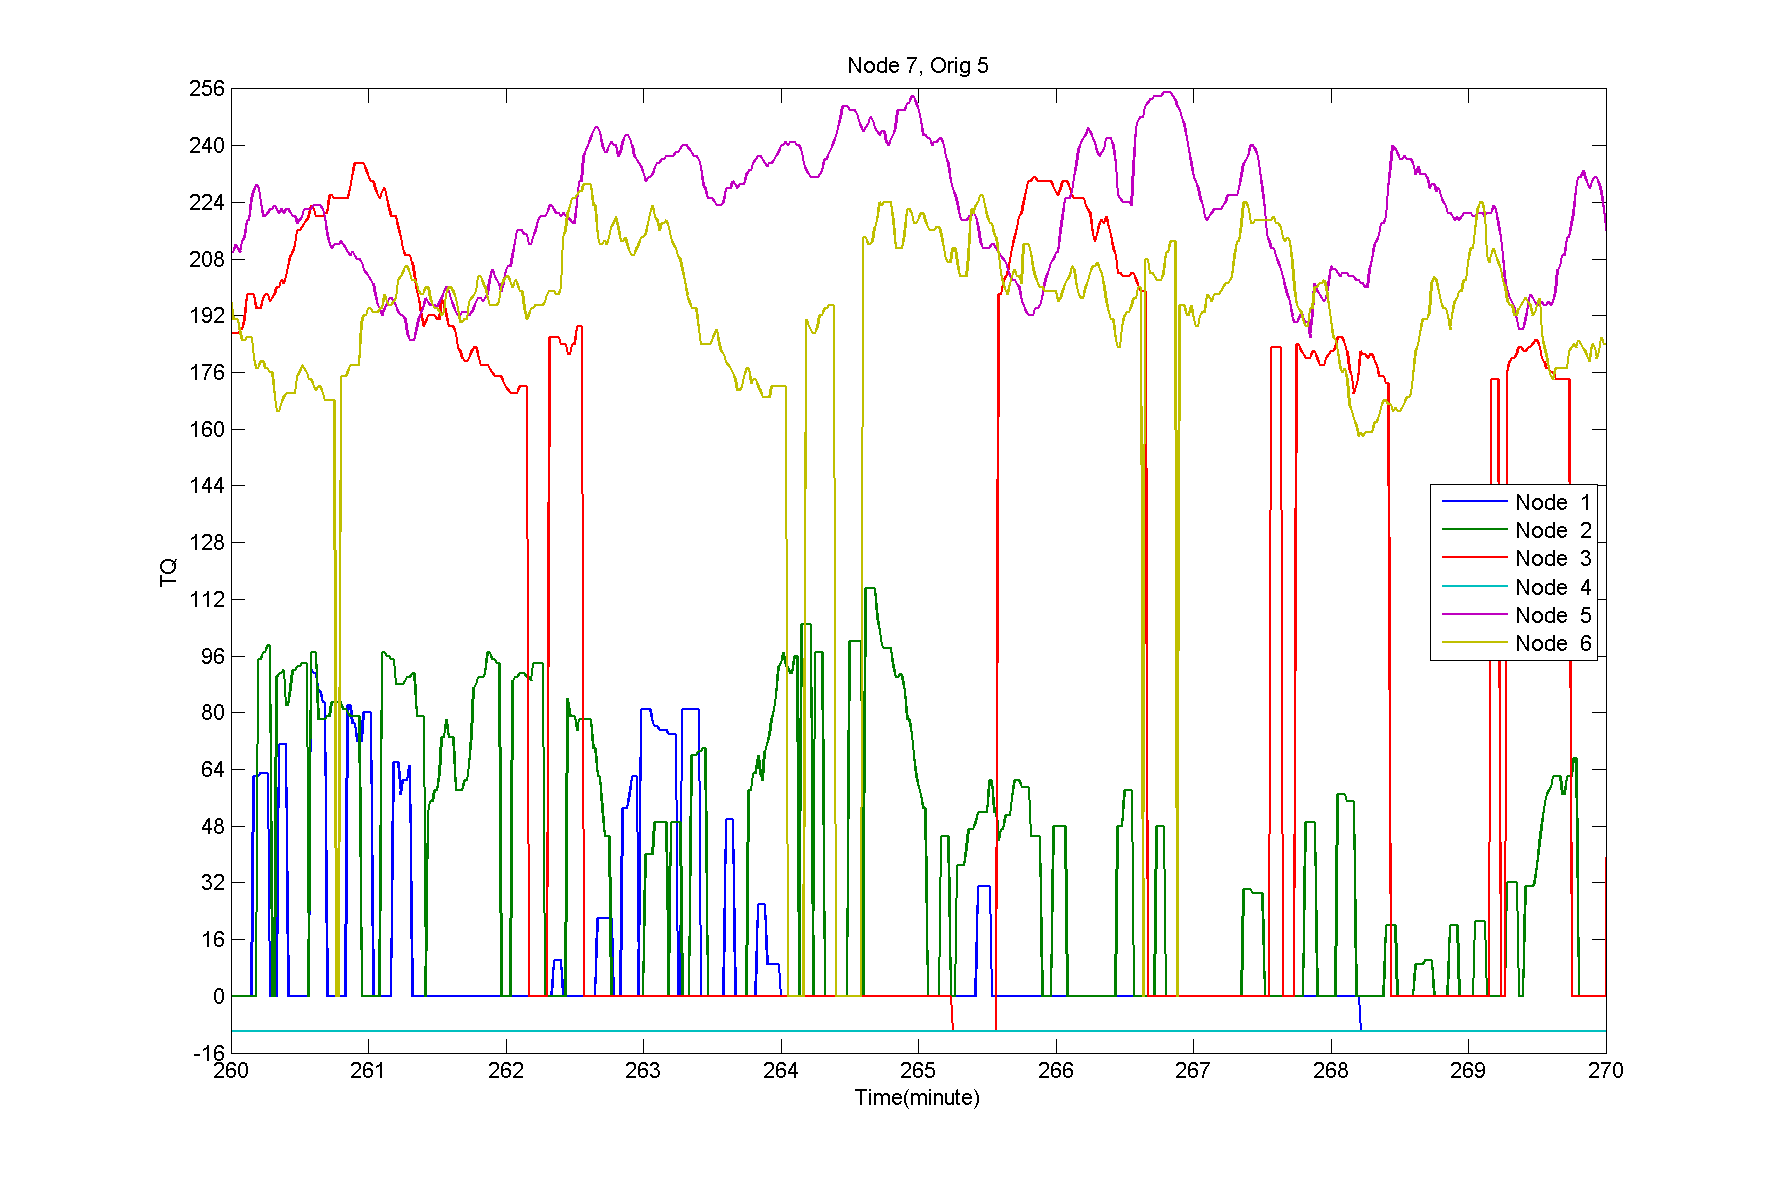 Node 7, Orig 5
256
240
224
208
192
176
160
144
128
112
96
80
64
48
32
16
0
-16
TQ
Node 1
Node 2
Node 3
Node 4
Node 5
Node 6
260 261 262 263 264 265 266 267 268 269 270
Time(minute)